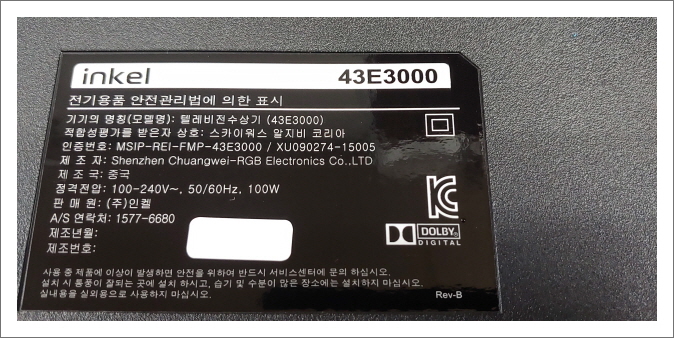 inkel 43E3000
전기용품 안전관리법에 의한 표시
기기의 명칭(모델명): 텔레비전수상기 (43E3000)
적합성평가를 받은자 상호: 스카이워스 알지비 코리아
인증번호: MSIP-REI-FMP-43E3000 / XU090274-15005
제 조 자: Shenzhen Chuangwei-RGB Electronics Co.,LTD
제 조 국: 중국
정격전압: 100-240V~, 50/60Hz, 100W
판 매 원: (주)인켈
A/S 연락처: 1577-6680
제조년월:
제조번호:
DOLBY
DIGITAL
사용 중 제품에 이상이 발생하면 안전을 위하여 반드시 서비스센터에 문의 하십시오.
설치 시 통풍이 잘되는 곳에 설치 하시고, 습기 및 수분이 많은 장소에는 설치하지 마십시오.
실내용을 실외용으로 사용하지 마십시오.
Rev-B